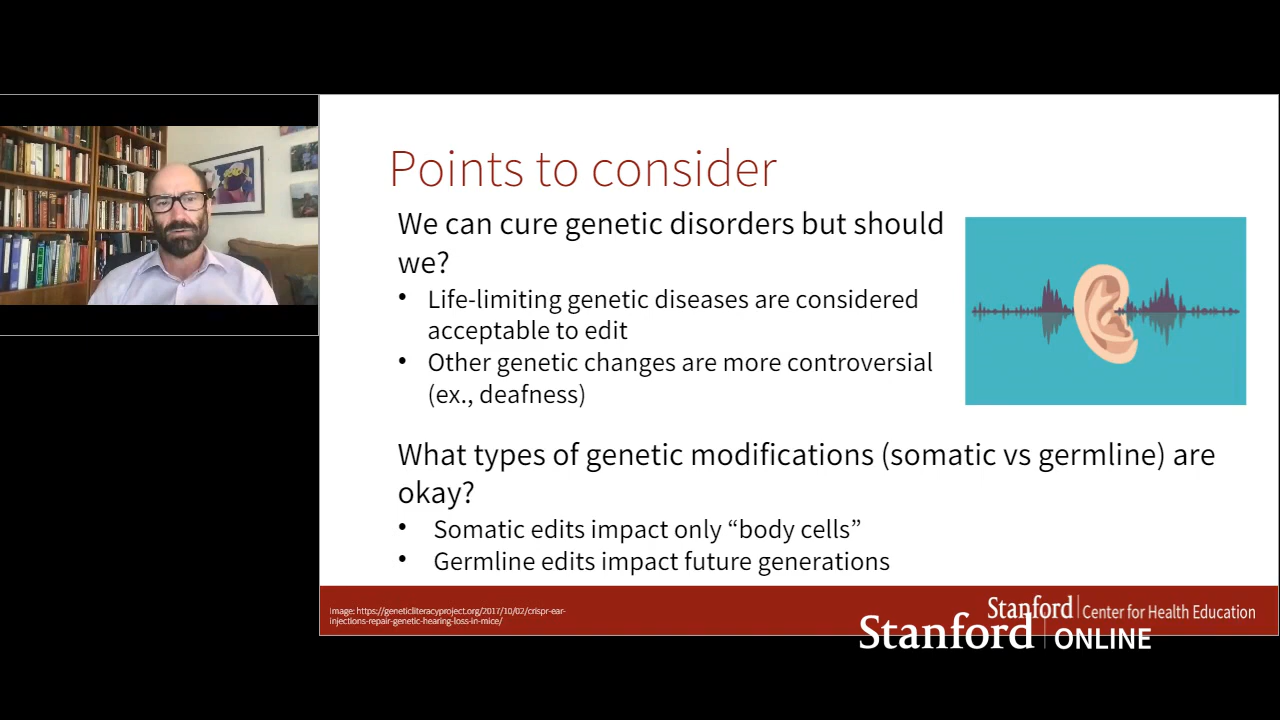 Points to consider
We can cure genetic disorders but should
we?
• Life-limiting genetic diseases are considered
acceptable to edit
• Other genetic changes are more controversial
(ex., deafness)
What types of genetic modifications (somatic vs germline) are
okay?
• Somatic edits impact only “body cells”
• Germline edits impact future generations
Image: https://geneticliteracyproject.org/2017/10/02/crispr-ear-
injections-repair-genetic-hearing-loss-in-mice/
Stanford | Center for Health Education
Stanford | ONLINE